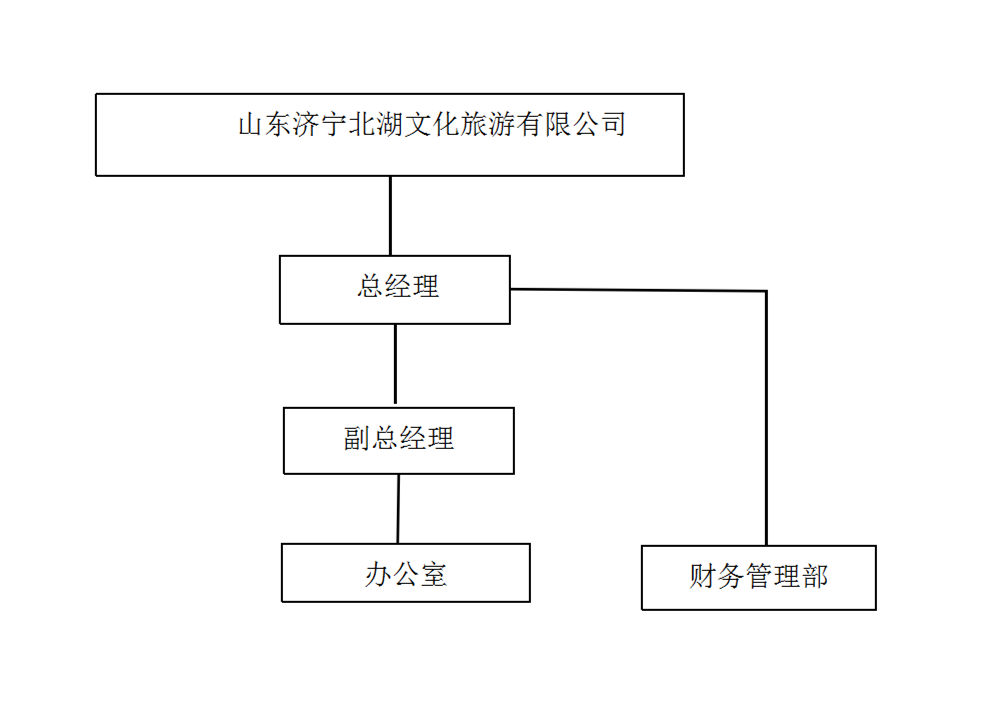 山东济宁北湖文化旅游有限公司
总经理
副总经理
办公室
财务管理部